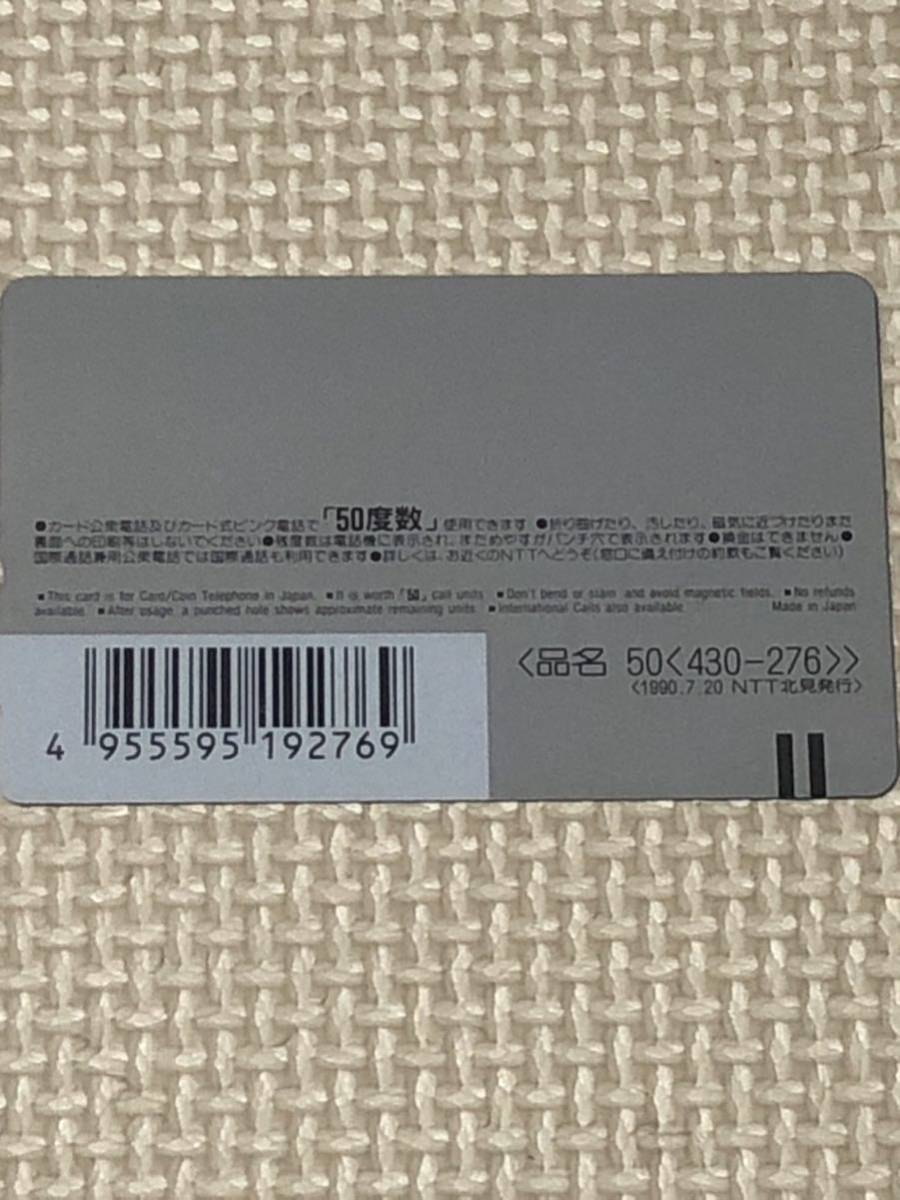 ●カード公衆電話及びカード式ピンク電話で「50度数」使用できます ●折り曲げたり、汚したり、磁気に近づけたりまた
裏面への印刷等はしないでください●残度数は電話機に表示され、まためやすがパンチ穴で表示されます●換金はできません●
国際通話兼用公衆電話では国際通話も利用できます●詳しくは、お近くのNTTへどうぞ(窓口に備え付けの約款もご覧ください)
■This card is for Card/Coin Telephone in Japan. ■It is worth「50」call units ■Don't bend or stain and avoid magnetic fields. ■No refunds
available ■After usage a punched hole shows approximate remaining units ■International Calls also available Made in Japan
<品名 50<430-276>>
<1990.7.20 NTT北見発行>
4 955595 192769